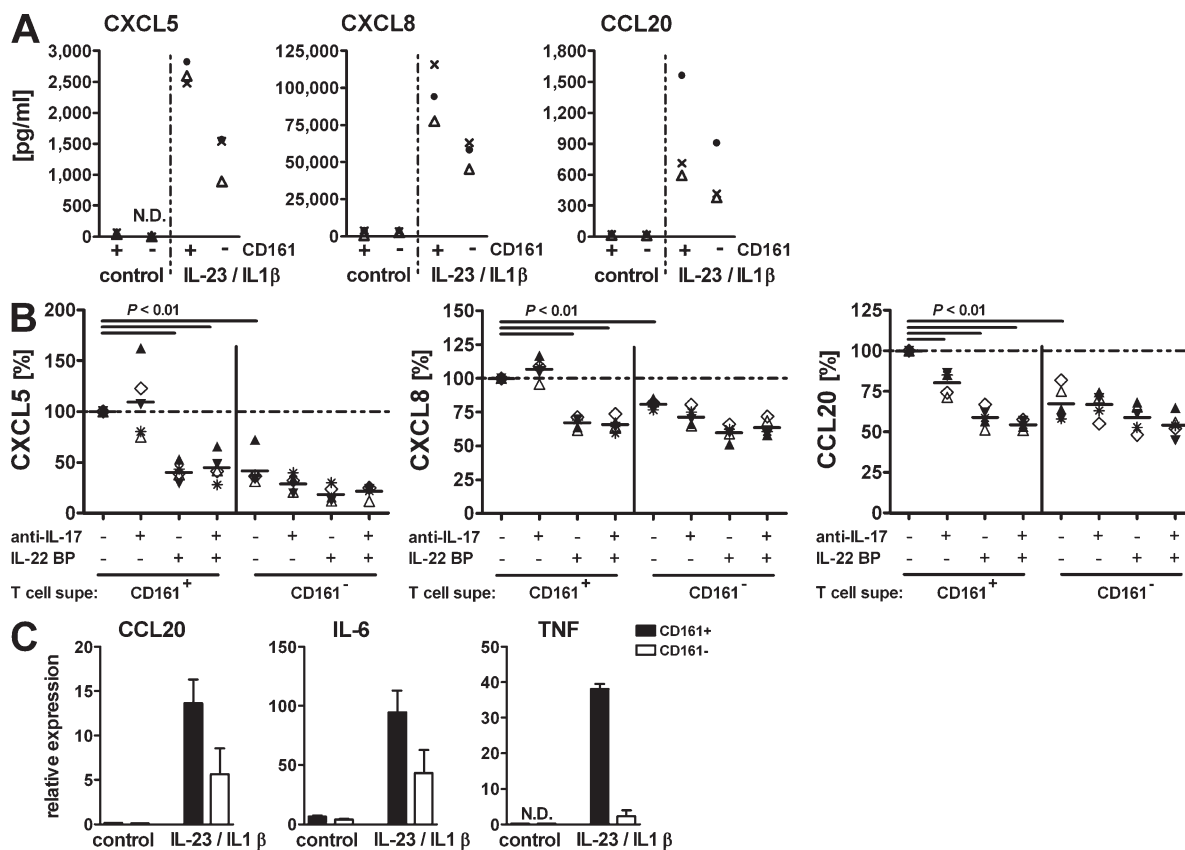 A
CXCL5 CXCL8 CCL20
[pg/ml]
3,000
2,500
2,000
1,500
1,000
500
0
N.D.
+ - + - CD161
control IL-23 / IL1β
125,000
100,000
75,000
50,000
25,000
0
+ - + - CD161
control IL-23 / IL1β
1,800
1,500
1,200
900
600
300
0
+ - + - CD161
control IL-23 / IL1β
B
CXCL5 [%]
200
150
100
50
0
P < 0.01
anti-IL-17 - + - + - + - +
IL-22 BP - - + + - - + +
T cell supe: CD161+ CD161-
CXCL8 [%]
150
125
100
75
50
25
0
P < 0.01
anti-IL-17 - + - + - + - +
IL-22 BP - - + + - - + +
T cell supe: CD161+ CD161-
CCL20 [%]
125
100
75
50
25
0
P < 0.01
anti-IL-17 - + - + - + - +
IL-22 BP - - + + - - + +
T cell supe: CD161+ CD161-
C
CCL20 IL-6 TNF
relative expression
20
15
10
5
0
control IL-23 / IL1 β
150
100
50
0
control IL-23 / IL1 β
50
40
30
20
10
0
N.D.
control IL-23 / IL1 β
CD161+
CD161-